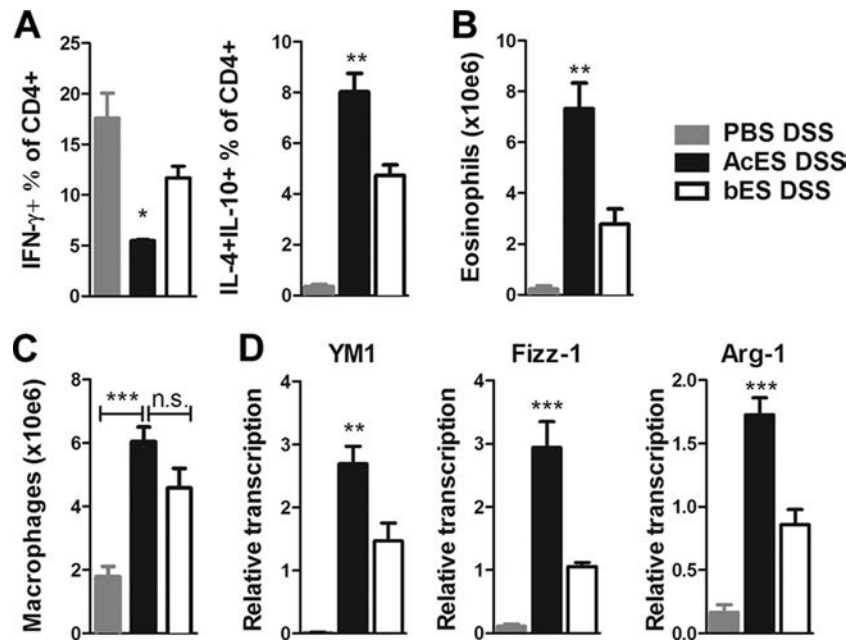 A
IFN-γ+ % of CD4+
25
20
15
10
5
0
*
IL-4+IL-10+ % of CD4+
10
8
6
4
2
0
**
B
Eosinophils (x10e6)
10
8
6
4
2
0
**
PBS DSS
AcES DSS
bES DSS
C
Macrophages (x10e6)
8
6
4
2
0
*** n.s.
D
YM1
Relative transcription
4
3
2
1
0
**
Fizz-1
Relative transcription
4
3
2
1
0
***
Arg-1
Relative transcription
2.0
1.5
1.0
0.5
0.0
***